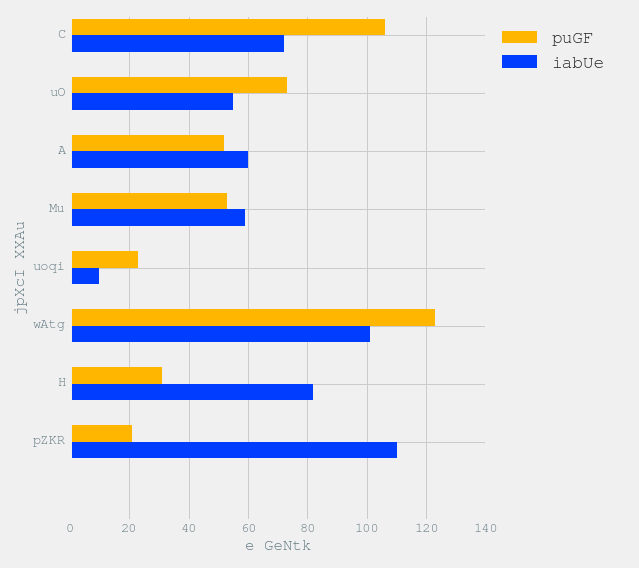 C
uO
A
Mu
uoqi
wAtg
H
pZKR
jpXcI XXAu
0 20 40 60 80 100 120 140
e GeNtk
puGF
iabUe